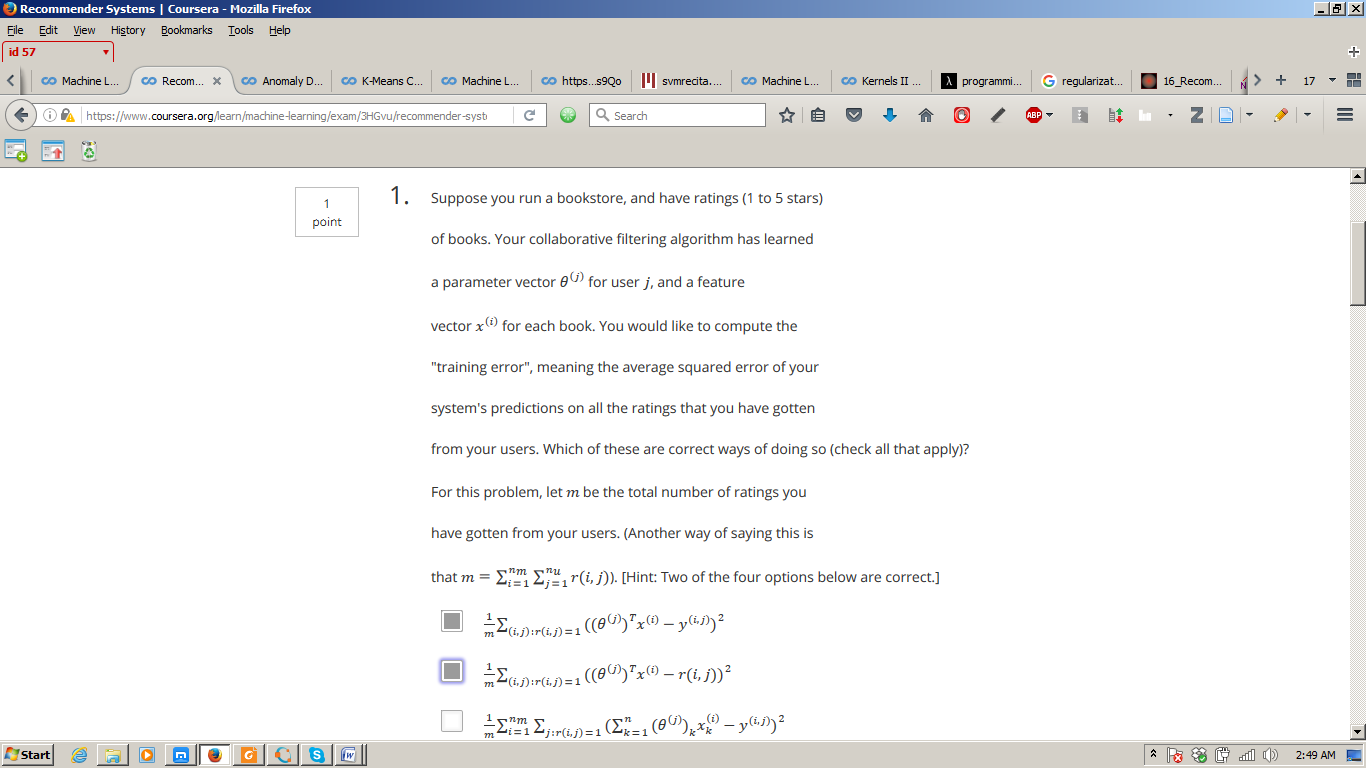 Recommender Systems | Coursera - Mozilla Firefox
File Edit View History Bookmarks Tools Help
id 57
Machine L... Recom... Anomaly D... K-Means C... Machine L... https...s9Qo svmrecita.... Machine L... Kernels II ... programmi... regularizat... 16_Recom... 17
https://www.coursera.org/learn/machine-learning/exam/3HGvu/recommender-syst Search ABP
1 point
1. Suppose you run a bookstore, and have ratings (1 to 5 stars)
of books. Your collaborative filtering algorithm has learned
a parameter vector θ^(j) for user j, and a feature
vector x^(i) for each book. You would like to compute the
"training error", meaning the average squared error of your
system's predictions on all the ratings that you have gotten
from your users. Which of these are correct ways of doing so (check all that apply)?
For this problem, let m be the total number of ratings you
have gotten from your users. (Another way of saying this is
that m = ∑_{i=1}^{n_m} ∑_{j=1}^{n_u} r(i, j)). [Hint: Two of the four options below are correct.]
1/m ∑_{(i,j):r(i,j)=1} ((θ^(j))^T x^(i) − y^(i,j))^2
1/m ∑_{(i,j):r(i,j)=1} ((θ^(j))^T x^(i) − r(i, j))^2
1/m ∑_{i=1}^{n_m} ∑_{j:r(i,j)=1} (∑_{k=1}^{n} (θ^(j))_k x_k^(i) − y^(i,j))^2
Start 2:49 AM